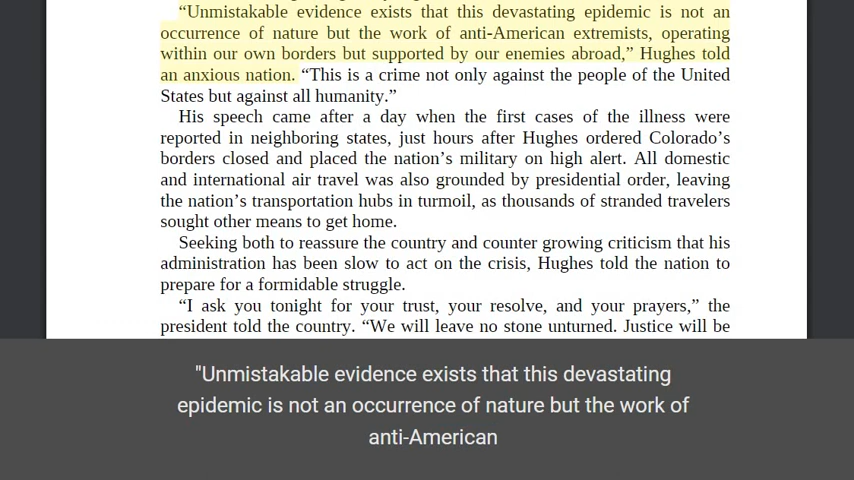 “Unmistakable evidence exists that this devastating epidemic is not an
occurrence of nature but the work of anti-American extremists, operating
within our own borders but supported by our enemies abroad,” Hughes told
an anxious nation. “This is a crime not only against the people of the United
States but against all humanity.”
His speech came after a day when the first cases of the illness were
reported in neighboring states, just hours after Hughes ordered Colorado’s
borders closed and placed the nation’s military on high alert. All domestic
and international air travel was also grounded by presidential order, leaving
the nation’s transportation hubs in turmoil, as thousands of stranded travelers
sought other means to get home.
Seeking both to reassure the country and counter growing criticism that his
administration has been slow to act on the crisis, Hughes told the nation to
prepare for a formidable struggle.
“I ask you tonight for your trust, your resolve, and your prayers,” the
president told the country. “We will leave no stone unturned. Justice will be
"Unmistakable evidence exists that this devastating
epidemic is not an occurrence of nature but the work of
anti-American